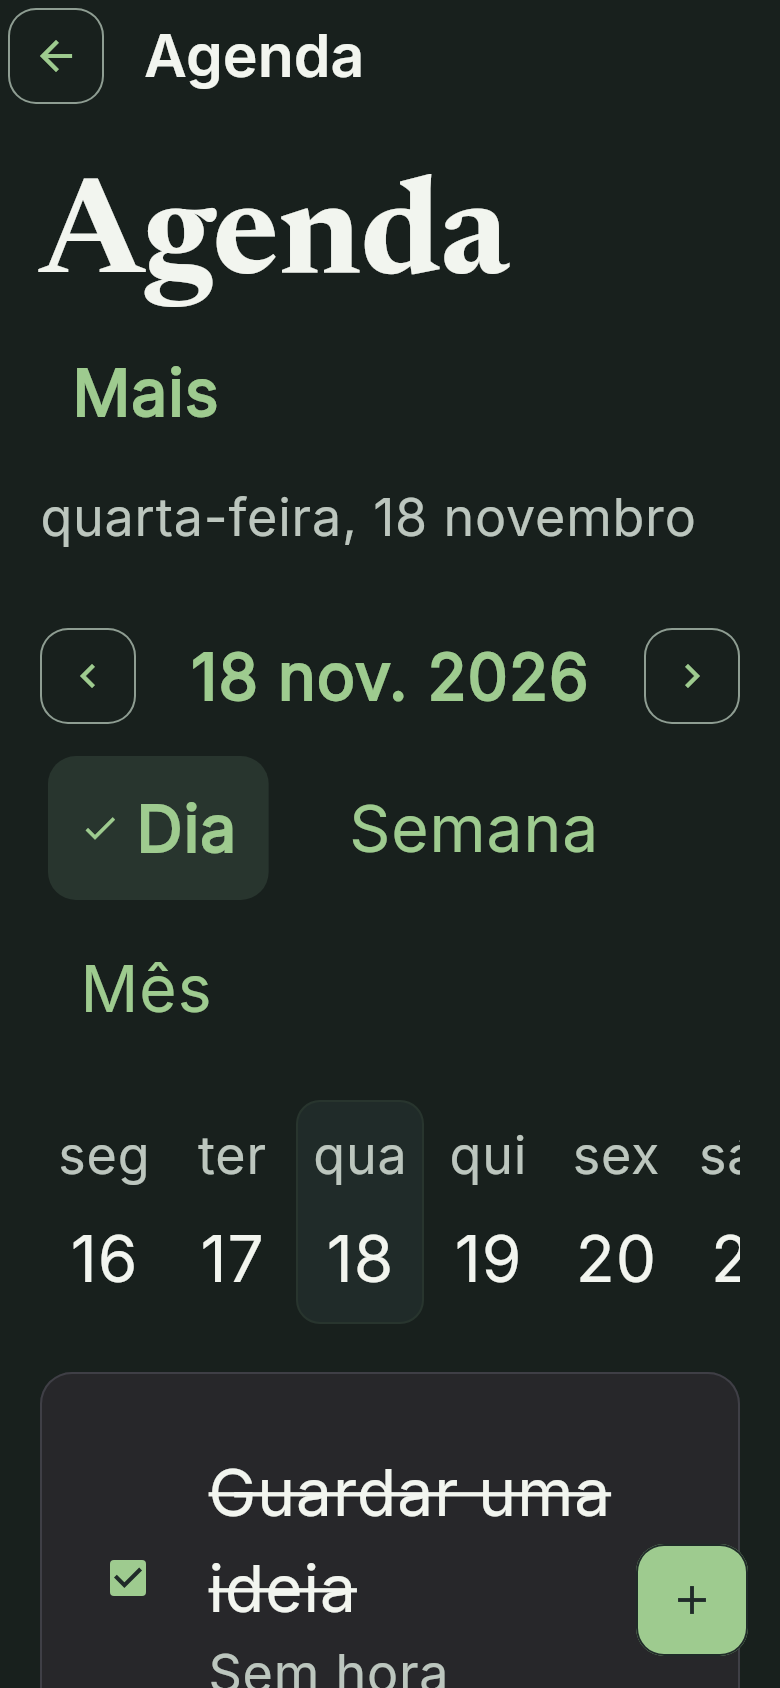 Agenda
Agenda
Mais
quarta-feira, 18 novembro
18 nov. 2026
Dia Semana
Mês
seg ter qua qui sex
16 17 18 19 20
Guardar uma
ideia
Sem hora